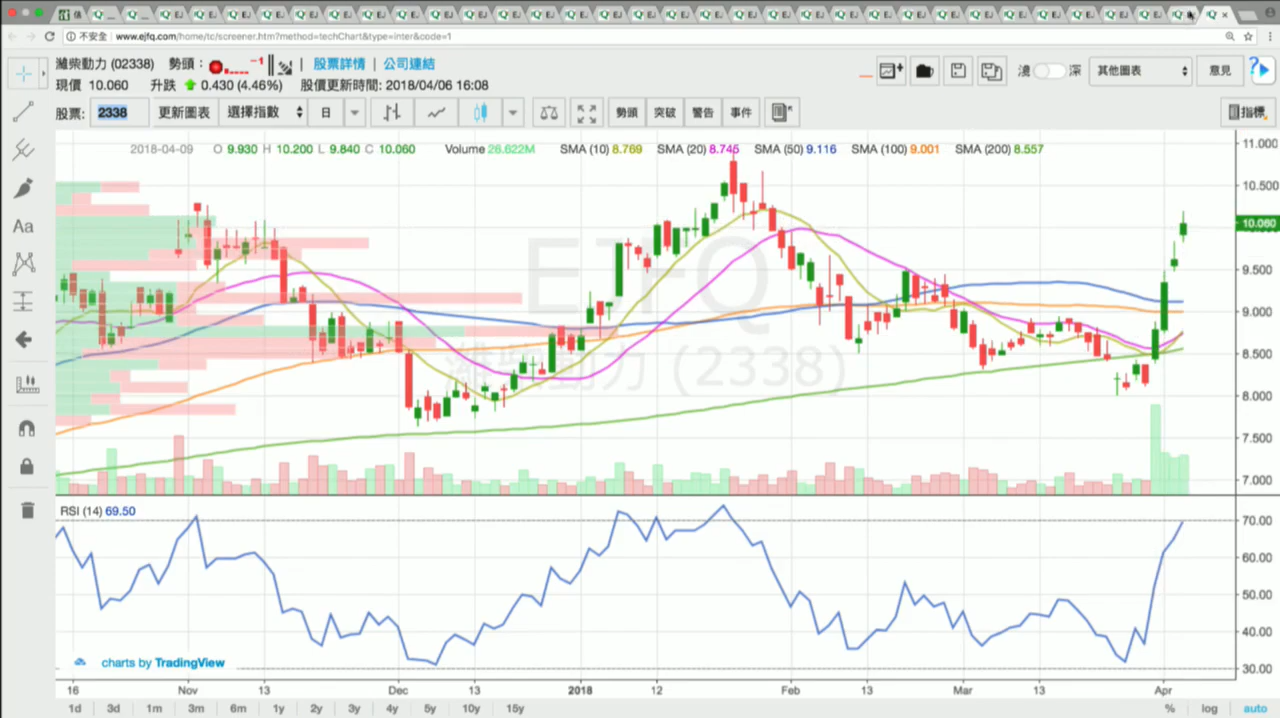 不安全 www.ejfq.com/home/tc/screener.htm?method=techChart&type=inter&code=1
濰柴動力 (02338) 勢頭： -1 股票詳情 公司連結 淺 深 其他圖表 意見
現價 10.060 升跌 0.430 (4.46%) 股價更新時間: 2018/04/06 16:08
股票: 2338 更新圖表 選擇指數 日 勢頭 突破 警告 事件 指標
2018-04-09 O 9.930 H 10.200 L 9.840 C 10.060 Volume 26.622M SMA (10) 8.769 SMA (20) 8.745 SMA (50) 9.116 SMA (100) 9.001 SMA (200) 8.557
11.000
10.500
10.060
9.500
9.000
8.500
8.000
7.500
7.000
EJFQ
濰柴動力 (2338)
RSI (14) 69.50
70.00
60.00
50.00
40.00
30.00
charts by TradingView
16 Nov 13 Dec 13 2018 12 Feb 13 Mar 13 Apr
1d 3d 1m 3m 6m 1y 2y 3y 4y 5y 10y 15y % log auto